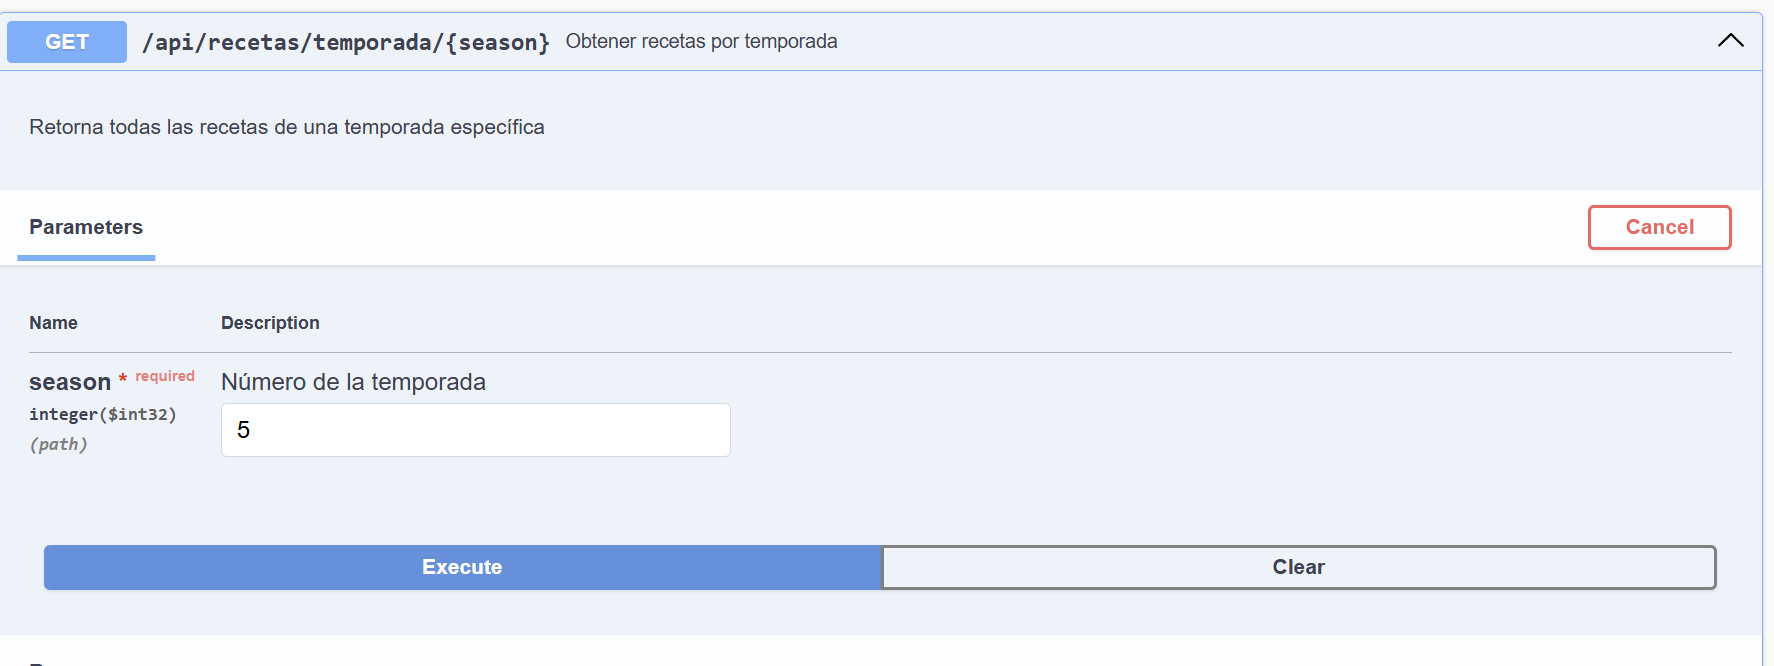 GET /api/recetas/temporada/{season} Obtener recetas por temporada
Retorna todas las recetas de una temporada específica
Parameters
Cancel
Name Description
season * required Número de la temporada
integer($int32)
5
(path)
Execute Clear